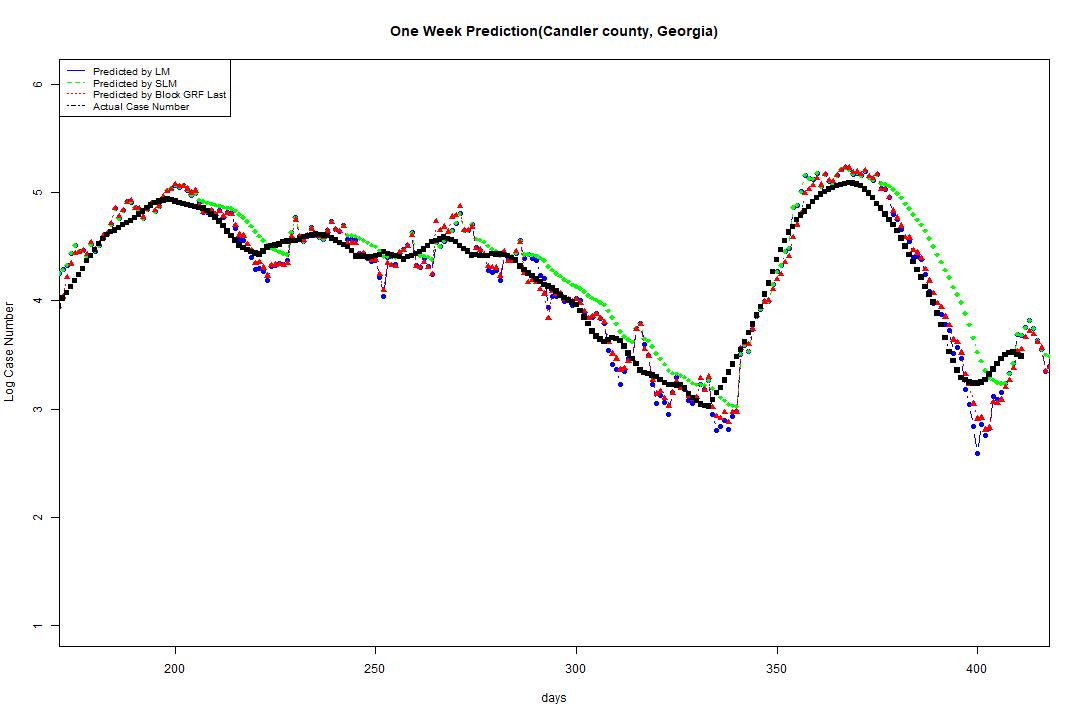 One Week Prediction(Candler county, Georgia)
Predicted by LM
Predicted by SLM
Predicted by Block GRF Last
Actual Case Number
6
5
4
3
2
1
Log Case Number
200 250 300 350 400
days